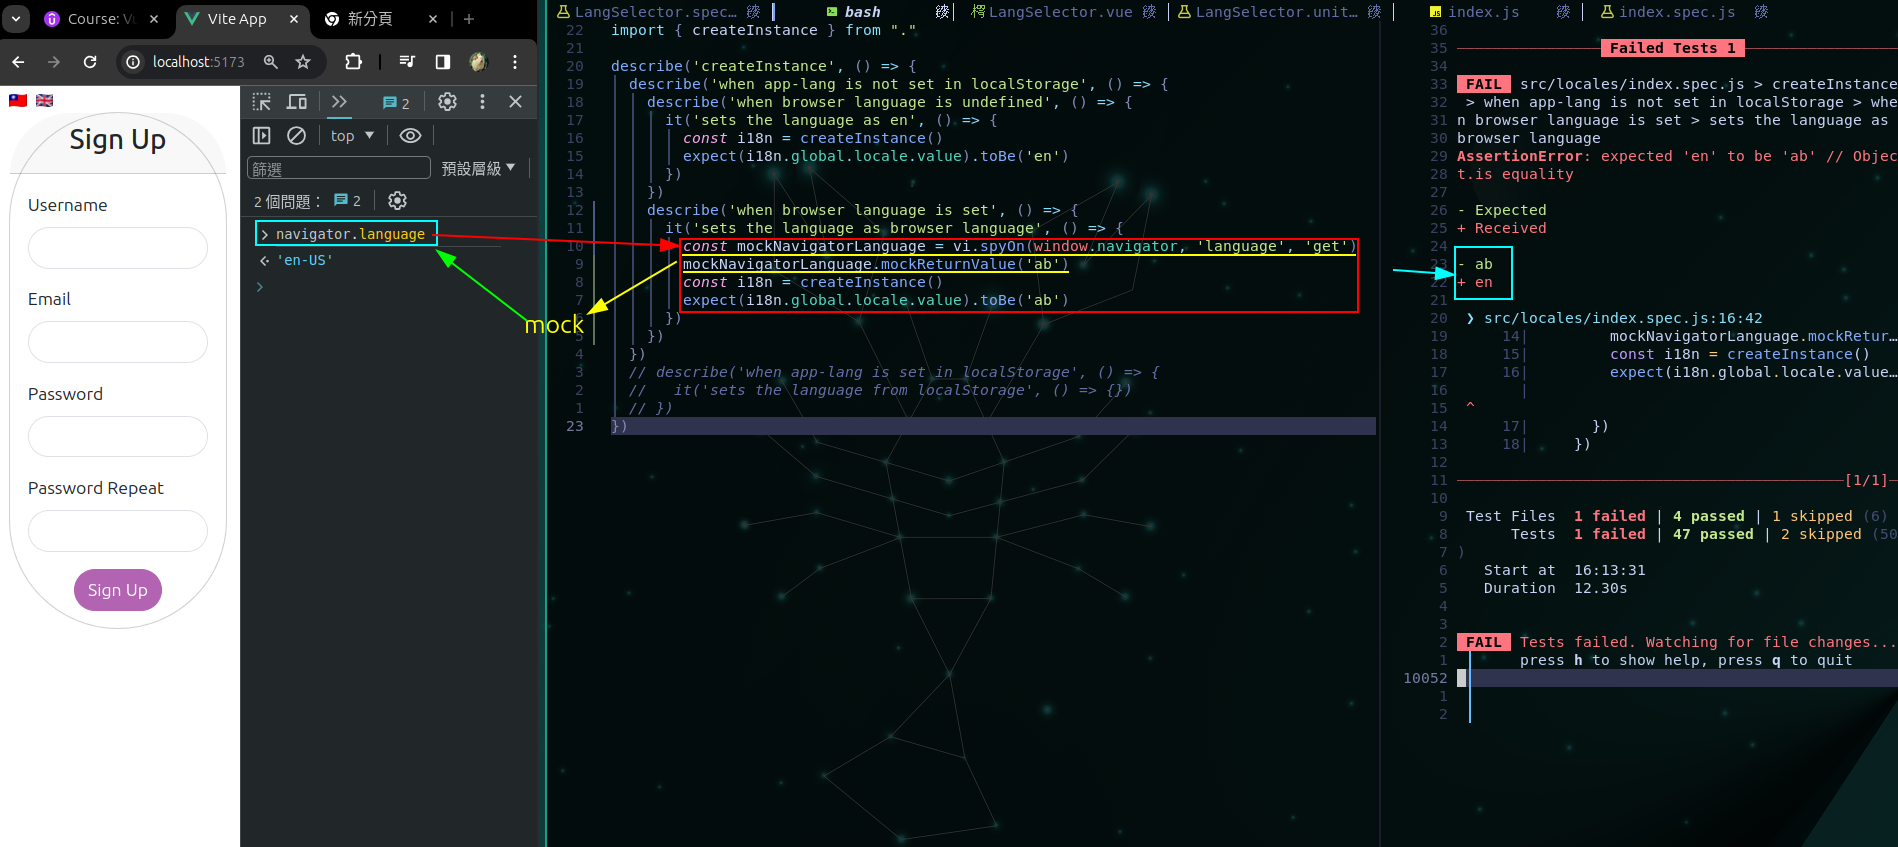 Course: Vu
Vite App
新分頁
localhost:5173
Sign Up
Username
Email
Password
Password Repeat
Sign Up
2
top
篩選
預設層級
2 個問題：
2
> navigator.language
'en-US'
mock
LangSelector.spec…
bash
LangSelector.vue
LangSelector.unit…
JS index.js
index.spec.js
22 import { createInstance } from "."
21
20 describe('createInstance', () => {
19 describe('when app-lang is not set in localStorage', () => {
18 describe('when browser language is undefined', () => {
17 it('sets the language as en', () => {
16 const i18n = createInstance()
15 expect(i18n.global.locale.value).toBe('en')
14 })
13 })
12 describe('when browser language is set', () => {
11 it('sets the language as browser language', () => {
10 const mockNavigatorLanguage = vi.spyOn(window.navigator, 'language', 'get')
9 mockNavigatorLanguage.mockReturnValue('ab')
8 const i18n = createInstance()
7 expect(i18n.global.locale.value).toBe('ab')
6 })
5 })
4 })
3 // describe('when app-lang is set in localStorage', () => {
2 // it('sets the language from localStorage', () => {})
1 // })
23 })
36
35 Failed Tests 1
34
33 FAIL src/locales/index.spec.js > createInstance
32 > when app-lang is not set in localStorage > whe
31 n browser language is set > sets the language as
30 browser language
29 AssertionError: expected 'en' to be 'ab' // Objec
28 t.is equality
27
26 - Expected
25 + Received
24
23 - ab
22 + en
21
20 ❯ src/locales/index.spec.js:16:42
19 14| mockNavigatorLanguage.mockRetur…
18 15| const i18n = createInstance()
17 16| expect(i18n.global.locale.value…
16 |
15 ^
14 17| })
13 18| })
12
11 [1/1]
10
9 Test Files 1 failed | 4 passed | 1 skipped (6)
8 Tests 1 failed | 47 passed | 2 skipped (50
7 )
6 Start at 16:13:31
5 Duration 12.30s
4
3
2 FAIL Tests failed. Watching for file changes...
1 press h to show help, press q to quit
10052
1
2